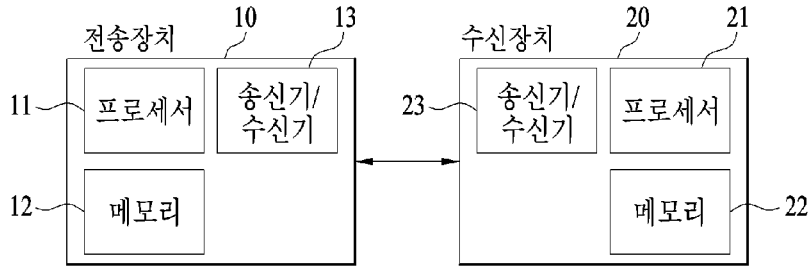 전송장치 10 13
11 프로세서 송신기/
수신기
12 메모리
수신장치 20 21
23 송신기/
수신기 프로세서
메모리 22